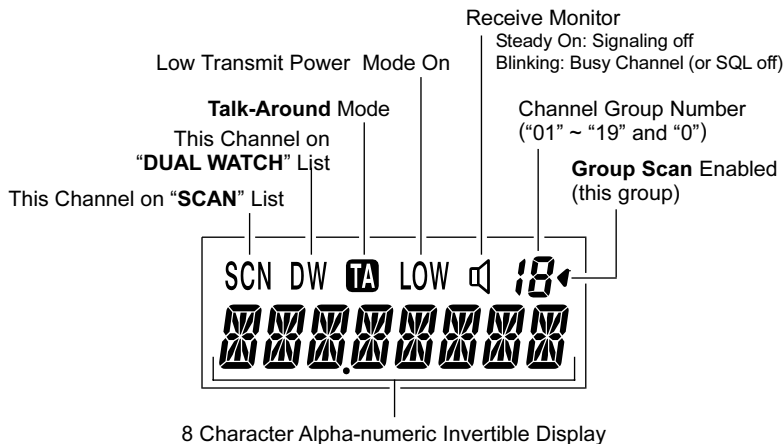 Receive Monitor
Steady On: Signaling off
Blinking: Busy Channel (or SQL off)
Low Transmit Power Mode On
Talk-Around Mode
Channel Group Number
(“01” ~ “19” and “0”)
This Channel on
“DUAL WATCH” List
Group Scan Enabled
(this group)
This Channel on “SCAN” List
SCN DW TA LOW 18
8 Character Alpha-numeric Invertible Display